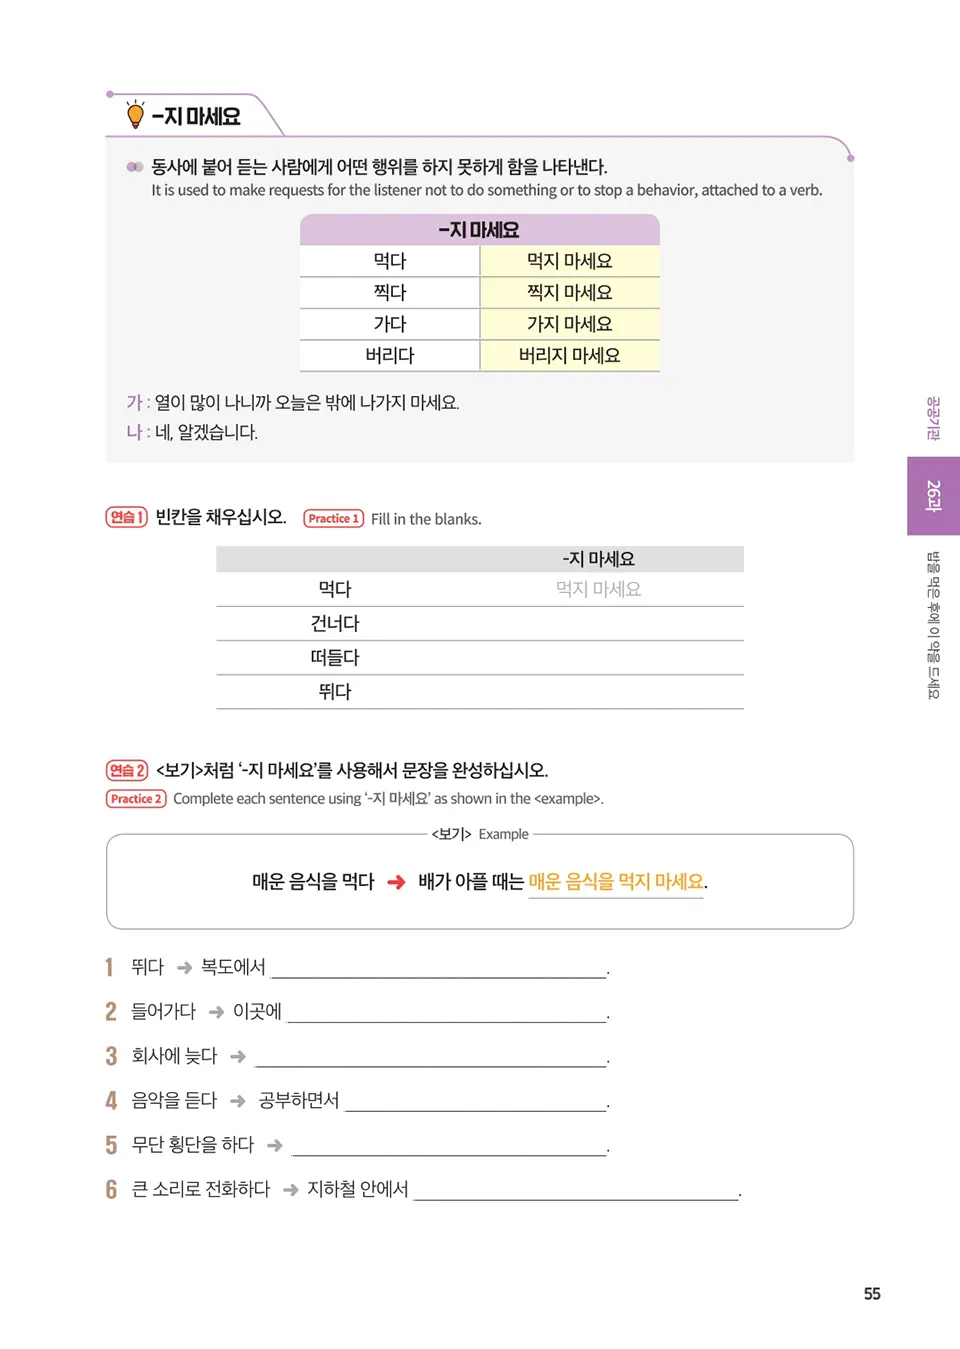 -지 마세요
동사에 붙어 듣는 사람에게 어떤 행위를 하지 못하게 함을 나타낸다.
It is used to make requests for the listener not to do something or to stop a behavior, attached to a verb.
-지 마세요
먹다 먹지 마세요
찍다 찍지 마세요
가다 가지 마세요
버리다 버리지 마세요
가 : 열이 많이 나니까 오늘은 밖에 나가지 마세요.
나 : 네, 알겠습니다.
연습 1 빈칸을 채우십시오. Practice 1 Fill in the blanks.
-지 마세요
먹다 먹지 마세요
건너다
떠들다
뛰다
연습 2 <보기>처럼 ‘-지 마세요’를 사용해서 문장을 완성하십시오.
Practice 2 Complete each sentence using ‘-지 마세요’ as shown in the <example>.
<보기> Example
매운 음식을 먹다 ➜ 배가 아플 때는 매운 음식을 먹지 마세요.
1 뛰다 ➜ 복도에서 ____________________.
2 들어가다 ➜ 이곳에 ____________________.
3 회사에 늦다 ➜ ____________________.
4 음악을 듣다 ➜ 공부하면서 ____________________.
5 무단 횡단을 하다 ➜ ____________________.
6 큰 소리로 전화하다 ➜ 지하철 안에서 ____________________.
공공기관
26과
밥을 먹은 후에 이 약을 드세요
55